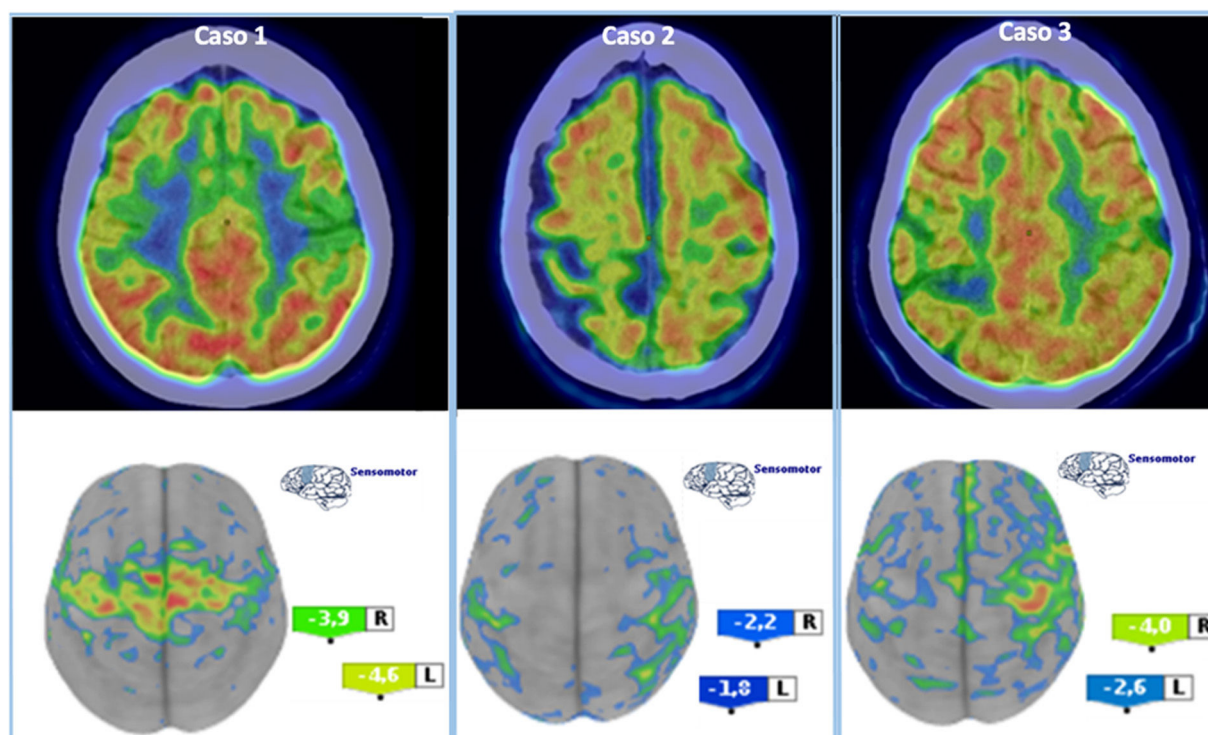 Caso 1
Caso 2
Caso 3
Sensomotor
-3,9 R
-4,6 L
Sensomotor
-2,2 R
-1,8 L
Sensomotor
-4,0 R
-2,6 L